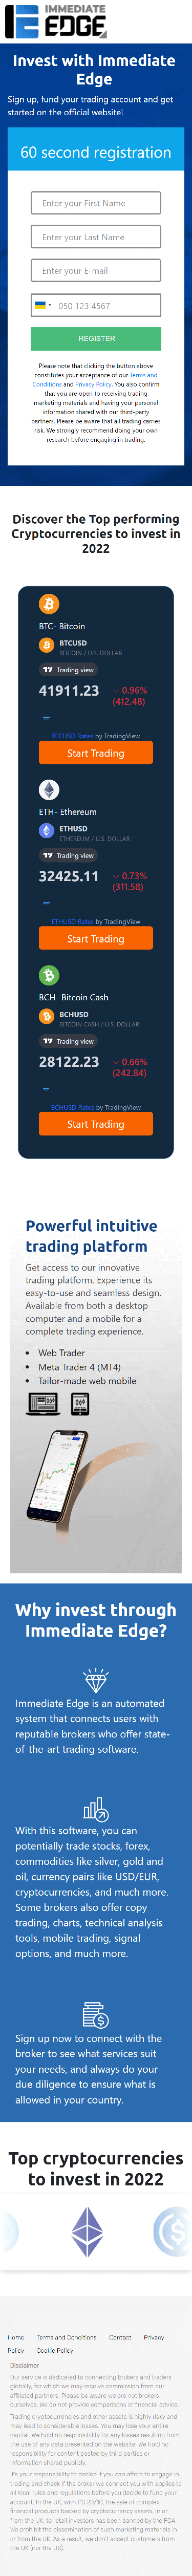 IMMEDIATE
EDGE
Invest with Immediate
Edge
Sign up, fund your trading account and get
started on the official website!
60 second registration
Enter your First Name
Enter your Last Name
Enter your E-mail
050 123 4567
REGISTER
Please note that clicking the button above
constitutes your acceptance of our Terms and
Conditions and Privacy Policy. You also confirm
that you are open to receiving trading
marketing materials and having your personal
information shared with our third-party
partners. Please be aware that all trading carries
risk. We strongly recommend doing your own
research before engaging in trading.
Discover the Top performing
Cryptocurrencies to invest in
2022
BTC- Bitcoin
BTCUSD
BITCOIN / U.S. DOLLAR
Trading view
41911.23
0.96%
(412.48)
BTCUSD Rates by TradingView
Start Trading
ETH- Ethereum
ETHUSD
ETHEREUM / U.S. DOLLAR
Trading view
32425.11
0.73%
(311.58)
ETHUSD Rates by TradingView
Start Trading
BCH- Bitcoin Cash
BCHUSD
BITCOIN CASH / U.S. DOLLAR
Trading view
28122.23
0.66%
(242.84)
BCHUSD Rates by TradingView
Start Trading
Powerful intuitive
trading platform
Get access to our innovative
trading platform. Experience its
easy-to-use and seamless design.
Available from both a desktop
computer and a mobile for a
complete trading experience.
• Web Trader
• Meta Trader 4 (MT4)
• Tailor-made web mobile
Why invest through
Immediate Edge?
Immediate Edge is an automated
system that connects users with
reputable brokers who offer state-
of-the-art trading software.
With this software, you can
potentially trade stocks, forex,
commodities like silver, gold and
oil, currency pairs like USD/EUR,
cryptocurrencies, and much more.
Some brokers also offer copy
trading, charts, technical analysis
tools, mobile trading, signal
options, and much more.
Sign up now to connect with the
broker to see what services suit
your needs, and always do your
due diligence to ensure what is
allowed in your country.
Top cryptocurrencies
to invest in 2022
Home Terms and Conditions Contact Privacy
Policy Cookie Policy
Disclaimer
Our service is dedicated to connecting brokers and traders
globally, for which we may receive commission from our
affiliated partners. Please be aware we are not brokers
ourselves. We do not provide comparisons or financial advice.
Trading cryptocurrencies and other assets is highly risky and
may lead to considerable losses. You may lose your entire
capital. We hold no responsibility for any losses resulting from
the use of any data presented on the website. We hold no
responsibility for content posted by third parties or
information shared publicly.
It's your responsibility to decide if you can afford to engage in
trading and check if the broker we connect you with applies to
all local rules and regulations before you decide to fund your
account. In the UK, with PS 20/10, the sale of complex
financial products backed by cryptocurrency assets, in or
from the UK, to retail investors has been banned by the FCA.
We prohibit the dissemination of such marketing materials in
or from the UK. As a result, we don't accept customers from
the UK (nor the US).